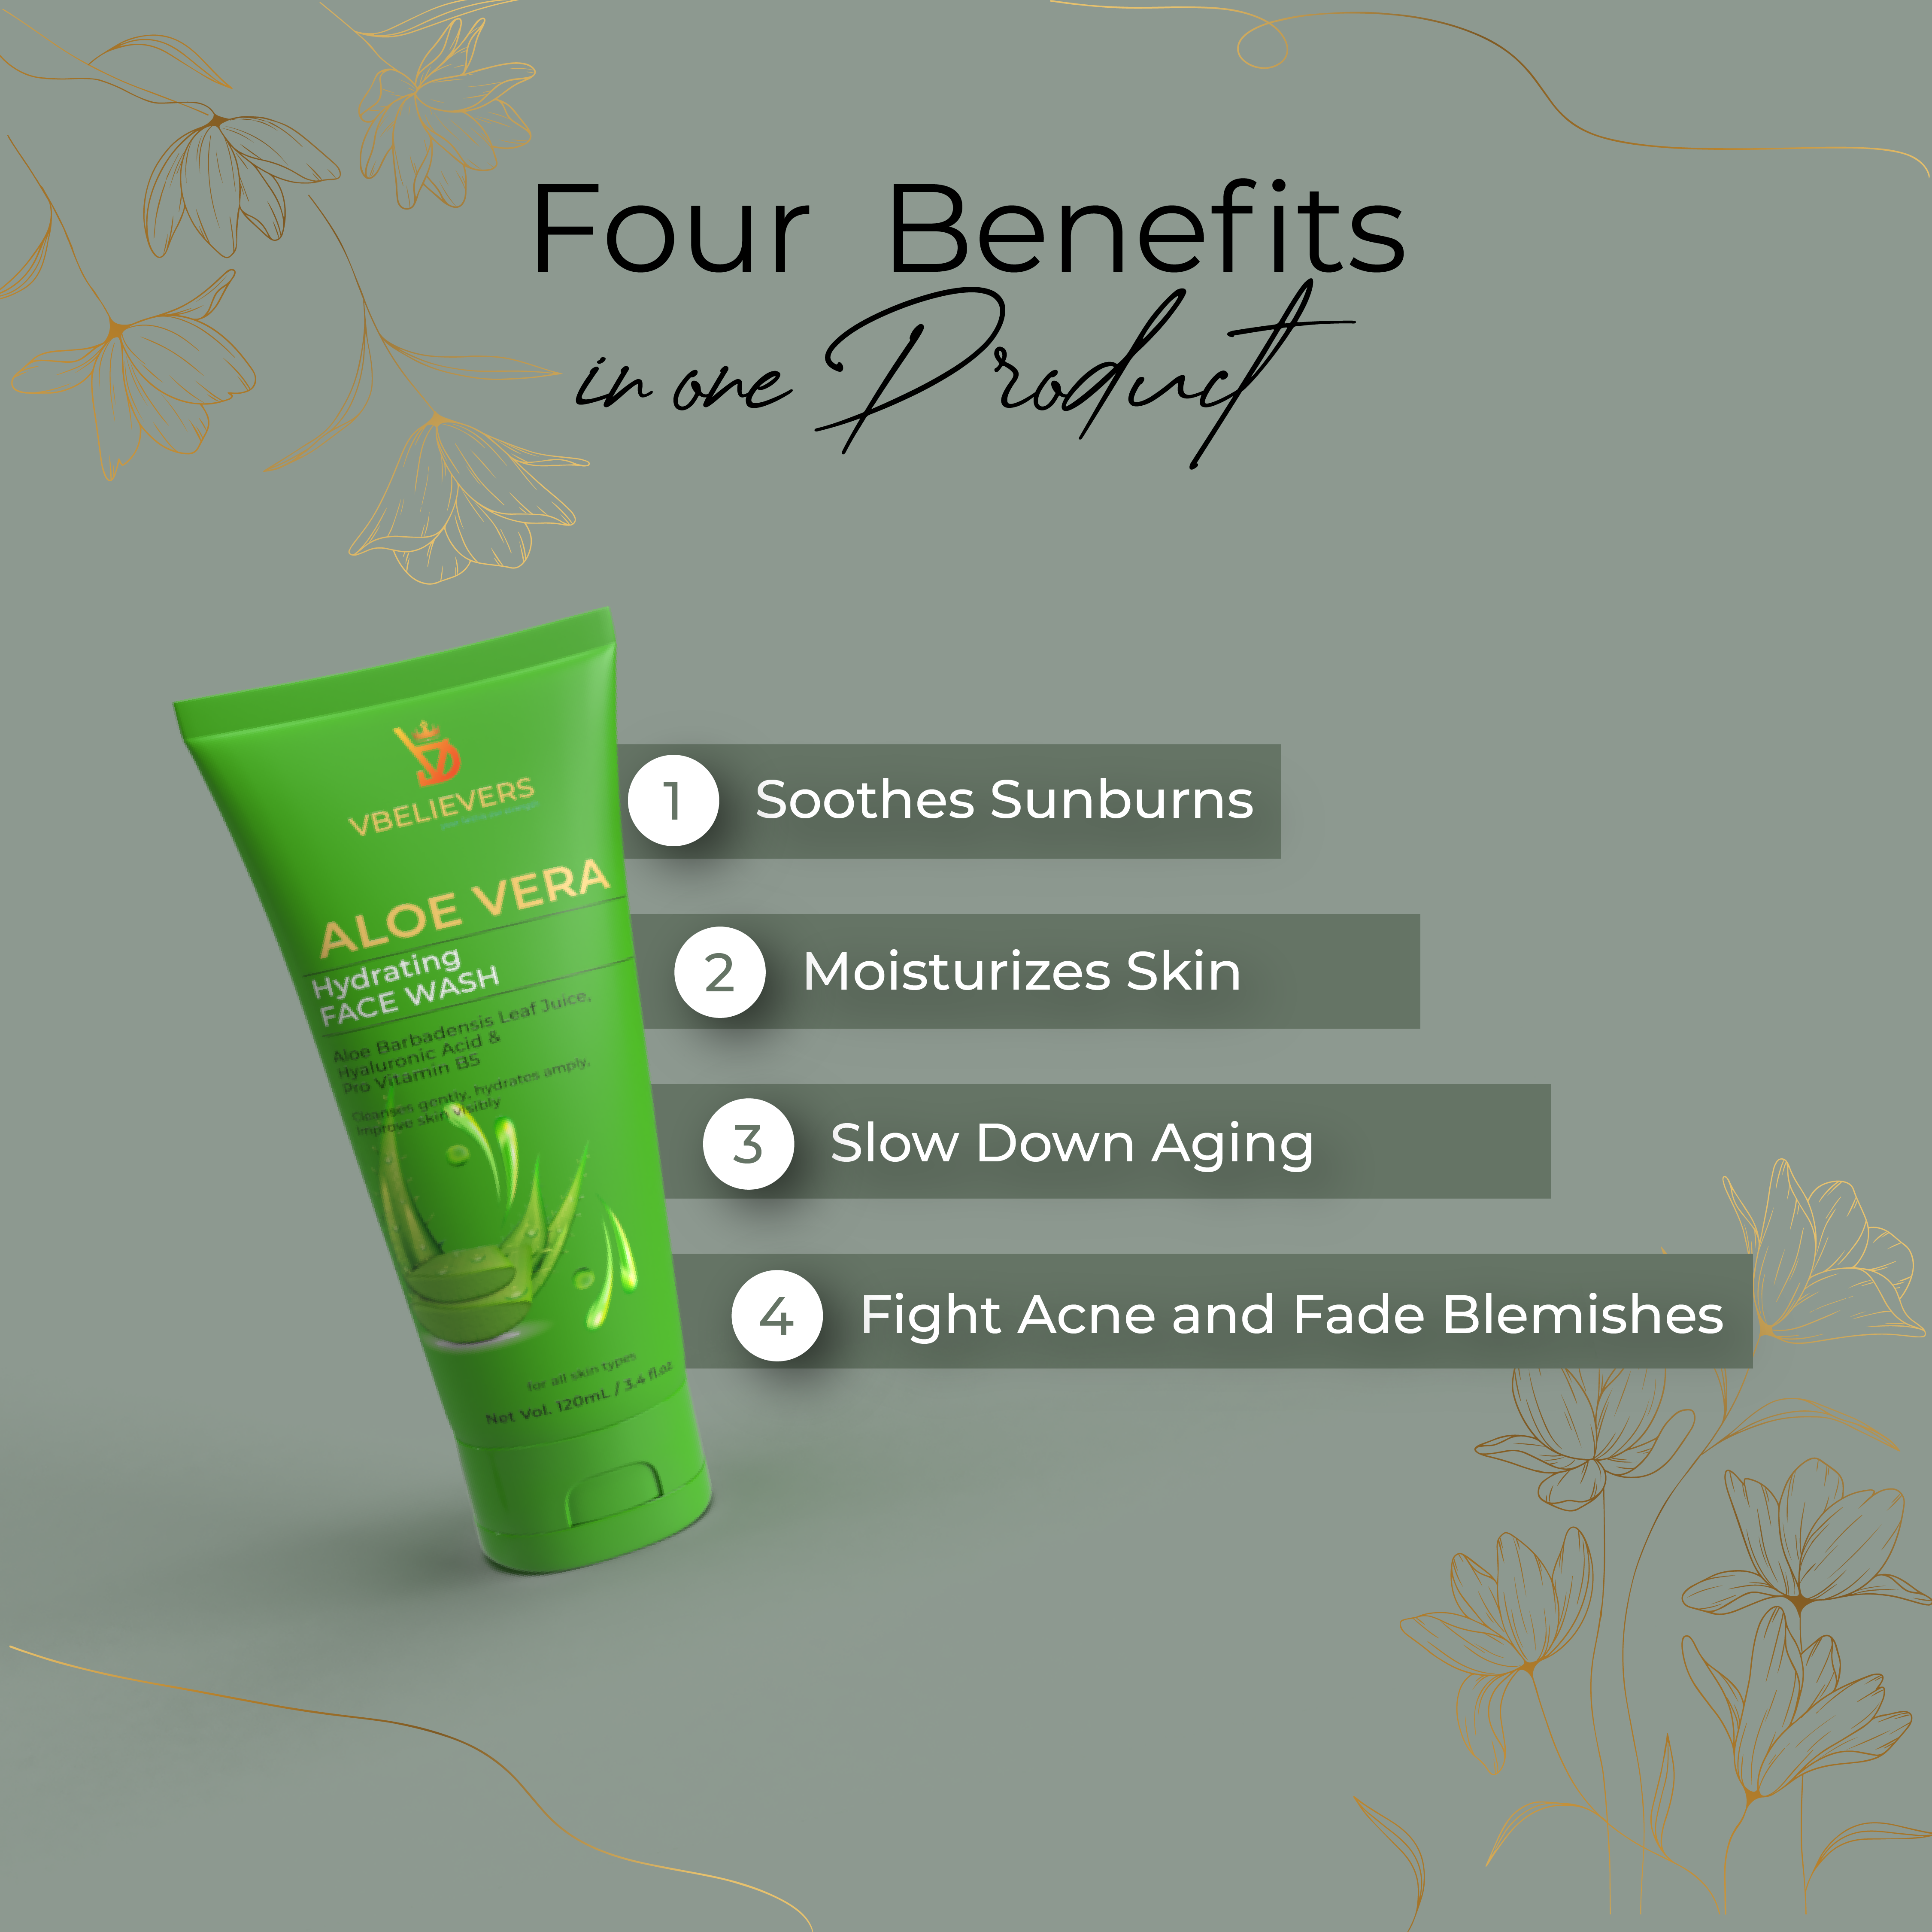 Four Benefits
in one Product
VBELIEVERS
ALOE VERA
Hydrating
FACE WASH
Aloe Barbadensis Leaf Juice,
Hyaluronic Acid &
Pro Vitamin B5
Cleanses gently, hydrates amply,
Improve skin visibly
for all skin types
Net Vol. 120mL / 3.4 fl.oz
1 Soothes Sunburns
2 Moisturizes Skin
3 Slow Down Aging
4 Fight Acne and Fade Blemishes